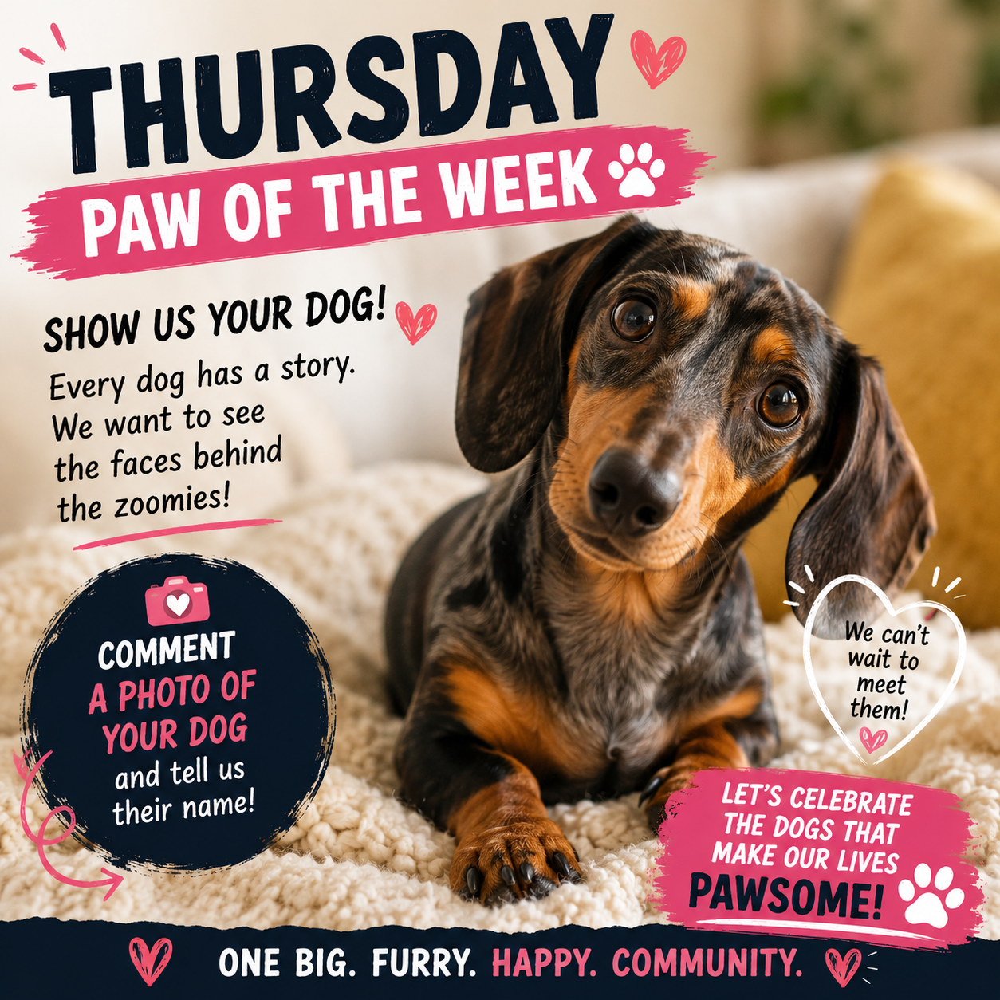 THURSDAY
PAW OF THE WEEK
SHOW US YOUR DOG!
Every dog has a story.
We want to see
the faces behind
the zoomies!
COMMENT
A PHOTO OF
YOUR DOG
and tell us
their name!
We can't
wait to
meet
them!
LET'S CELEBRATE
THE DOGS THAT
MAKE OUR LIVES
PAWSOME!
ONE BIG. FURRY. HAPPY. COMMUNITY.